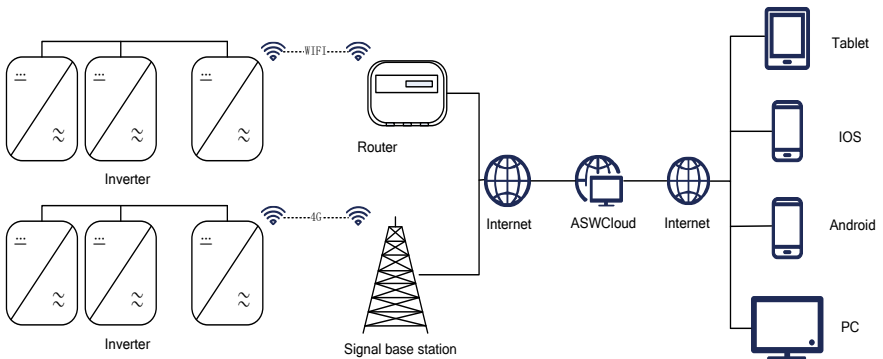 WIFI
Tablet
Router
IOS
Inverter
Internet
ASWCloud
Internet
4G
Android
Inverter
Signal base station
PC